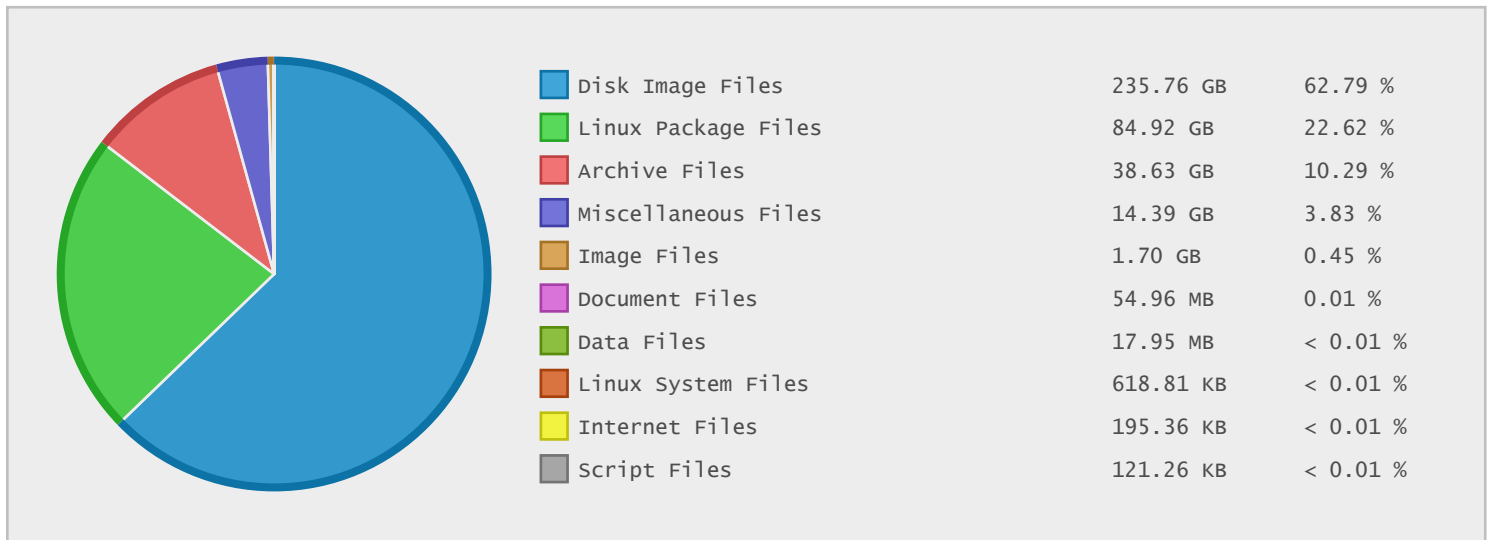 Disk Image Files 235.76 GB 62.79 %
Linux Package Files 84.92 GB 22.62 %
Archive Files 38.63 GB 10.29 %
Miscellaneous Files 14.39 GB 3.83 %
Image Files 1.70 GB 0.45 %
Document Files 54.96 MB 0.01 %
Data Files 17.95 MB < 0.01 %
Linux System Files 618.81 KB < 0.01 %
Internet Files 195.36 KB < 0.01 %
Script Files 121.26 KB < 0.01 %